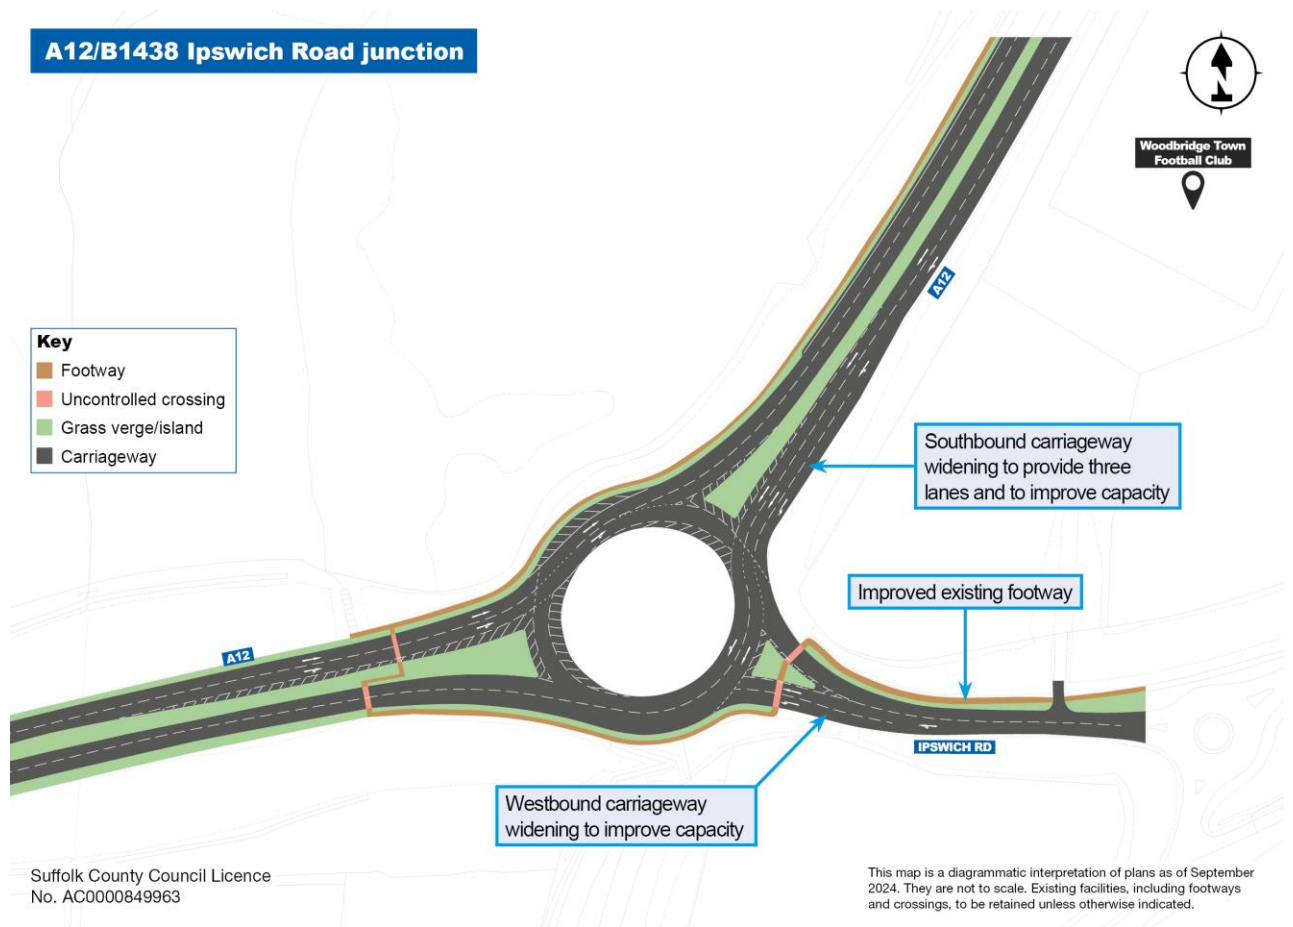 A12/B1438 Ipswich Road junction
N
Woodbridge Town
Football Club
A12
Key
Footway
Uncontrolled crossing
Grass verge/island
Carriageway
Southbound carriageway
widening to provide three
lanes and to improve capacity
Improved existing footway
A12
IPSWICH RD
Westbound carriageway
widening to improve capacity
Suffolk County Council Licence
No. AC0000849963
This map is a diagrammatic interpretation of plans as of September
2024. They are not to scale. Existing facilities, including footways
and crossings, to be retained unless otherwise indicated.